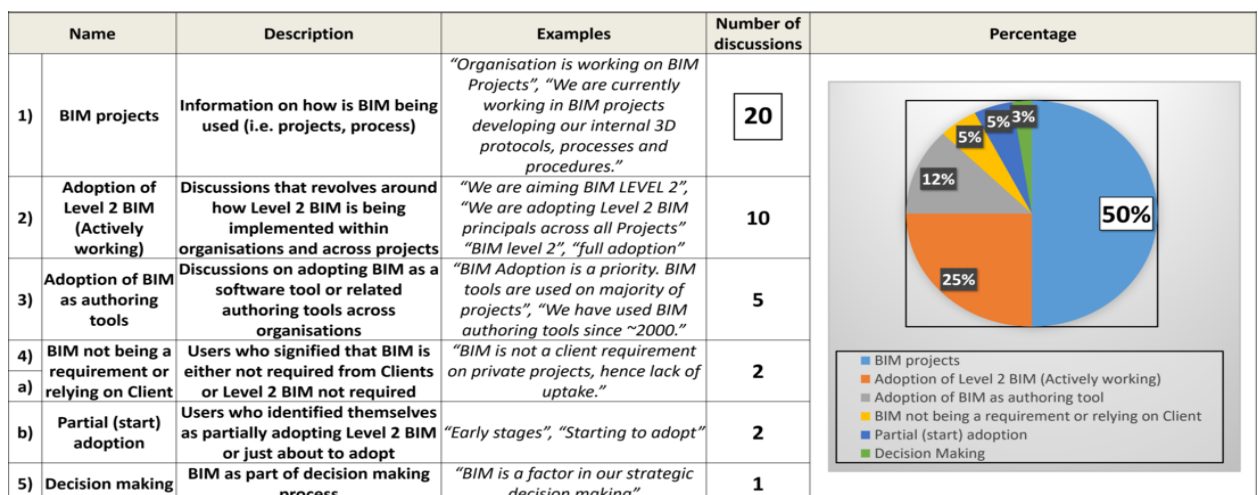 Name Description Examples Number of discussions Percentage
1) BIM projects
Information on how is BIM being
used (i.e. projects, process)
“Organisation is working on BIM
Projects”, “We are currently
working in BIM projects
developing our internal 3D
protocols, processes and
procedures.”
20
2) Adoption of
Level 2 BIM
(Actively
working)
Discussions that revolves around
how Level 2 BIM is being
implemented within
organisations and across projects
“We are aiming BIM LEVEL 2”,
“We are adopting Level 2 BIM
principals across all Projects”
“BIM level 2”, “full adoption”
10
3) Adoption of BIM
as authoring
tools
Discussions on adopting BIM as a
software tool or related
authoring tools across
organisations
“BIM Adoption is a priority. BIM
tools are used on majority of
projects”, “We have used BIM
authoring tools since ~2000.”
5
4)
a)
BIM not being a
requirement or
relying on Client
Users who signified that BIM is
either not required from Clients
or Level 2 BIM not required
“BIM is not a client requirement
on private projects, hence lack of
uptake.”
2
b) Partial (start)
adoption
Users who identified themselves
as partially adopting Level 2 BIM
or just about to adopt
“Early stages”, “Starting to adopt”
2
5) Decision making
BIM as part of decision making
process
“BIM is a factor in our strategic
decision making”
1
5% 3%
5%
12%
50%
25%
BIM projects
Adoption of Level 2 BIM (Actively working)
Adoption of BIM as authoring tool
BIM not being a requirement or relying on Client
Partial (start) adoption
Decision Making